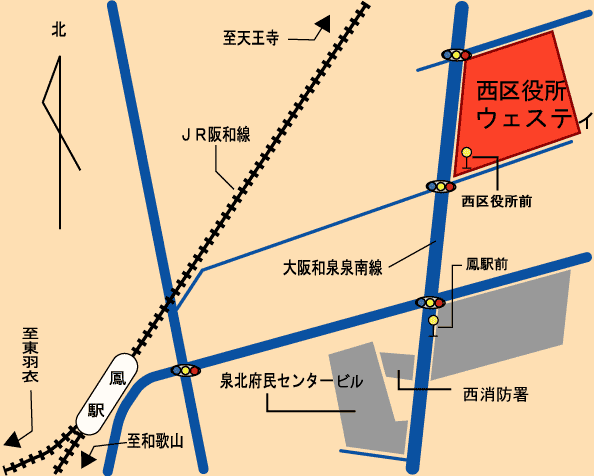 北
至天王寺
ＪＲ阪和線
西区役所
ウェスティ
西区役所前
大阪和泉泉南線
鳳駅前
至東羽衣
鳳駅
泉北府民センタービル
西消防署
至和歌山